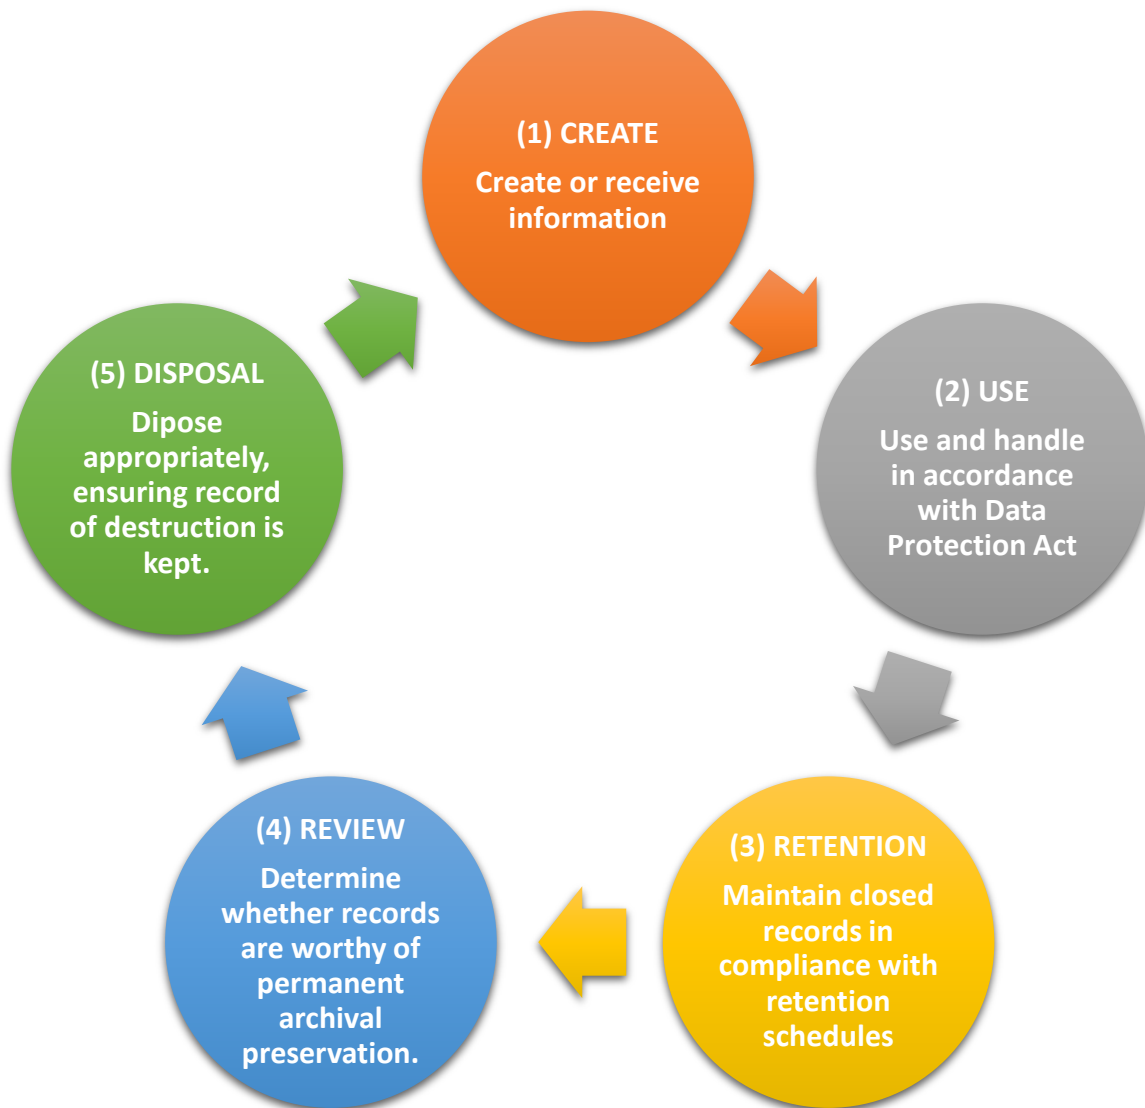 (1) CREATE
Create or receive
information
(2) USE
Use and handle
in accordance
with Data
Protection Act
(3) RETENTION
Maintain closed
records in
compliance with
retention
schedules
(4) REVIEW
Determine
whether records
are worthy of
permanent
archival
preservation.
(5) DISPOSAL
Dipose
appropriately,
ensuring record
of destruction is
kept.